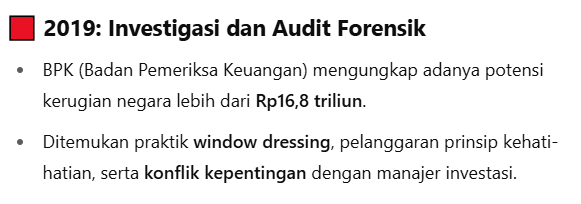 2019: Investigasi dan Audit Forensik
• BPK (Badan Pemeriksa Keuangan) mengungkap adanya potensi
kerugian negara lebih dari Rp16,8 triliun.
• Ditemukan praktik window dressing, pelanggaran prinsip kehati-
hatian, serta konflik kepentingan dengan manajer investasi.